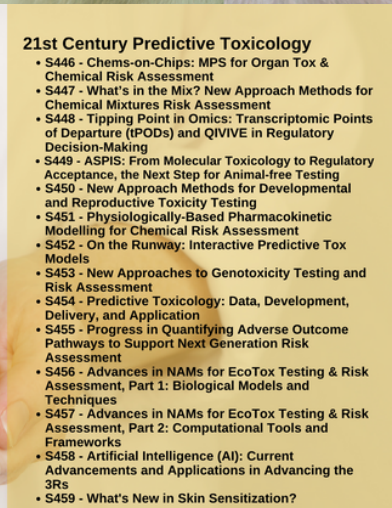 21st Century Predictive Toxicology
• S446 - Chems-on-Chips: MPS for Organ Tox &
Chemical Risk Assessment
• S447 - What's in the Mix? New Approach Methods for
Chemical Mixtures Risk Assessment
• S448 - Tipping Point in Omics: Transcriptomic Points
of Departure (tPODs) and QIVIVE in Regulatory
Decision-Making
• S449 - ASPIS: From Molecular Toxicology to Regulatory
Acceptance, the Next Step for Animal-free Testing
• S450 - New Approach Methods for Developmental
and Reproductive Toxicity Testing
• S451 - Physiologically-Based Pharmacokinetic
Modelling for Chemical Risk Assessment
• S452 - On the Runway: Interactive Predictive Tox
Models
• S453 - New Approaches to Genotoxicity Testing and
Risk Assessment
• S454 - Predictive Toxicology: Data, Development,
Delivery, and Application
• S455 - Progress in Quantifying Adverse Outcome
Pathways to Support Next Generation Risk
Assessment
• S456 - Advances in NAMs for EcoTox Testing & Risk
Assessment, Part 1: Biological Models and
Techniques
• S457 - Advances in NAMs for EcoTox Testing & Risk
Assessment, Part 2: Computational Tools and
Frameworks
• S458 - Artificial Intelligence (AI): Current
Advancements and Applications in Advancing the
3Rs
• S459 - What's New in Skin Sensitization?